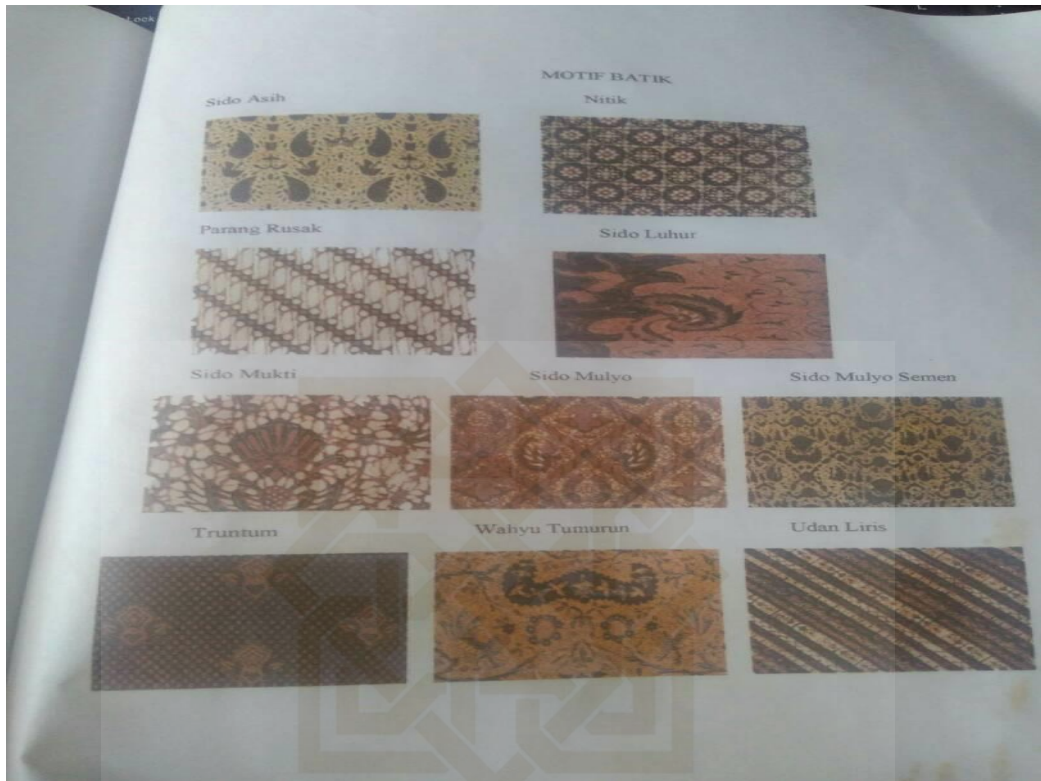 Lock
MOTIF BATIK
Sido Asih
Nitik
Parang Rusak
Sido Luhur
Sido Mukti
Sido Mulyo
Sido Mulyo Semen
Truntum
Wahyu Tumurun
Udan Liris